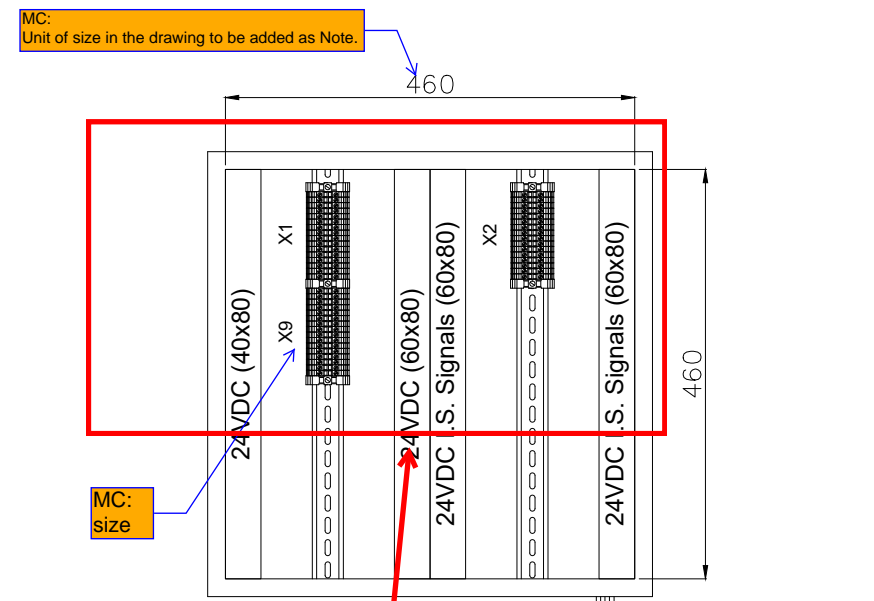 MC:
Unit of size in the drawing to be added as Note.
460
X1
X2
X9
24VDC (40x80)
24VDC (60x80)
24VDC I.S. Signals (60x80)
24VDC I.S. Signals (60x80)
460
MC:
size